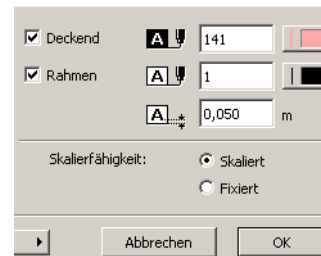 Deckend A 141
Rahmen A 1
A 0,050 m
Skalierfähigkeit: Skaliert
Fixiert
Abbrechen OK